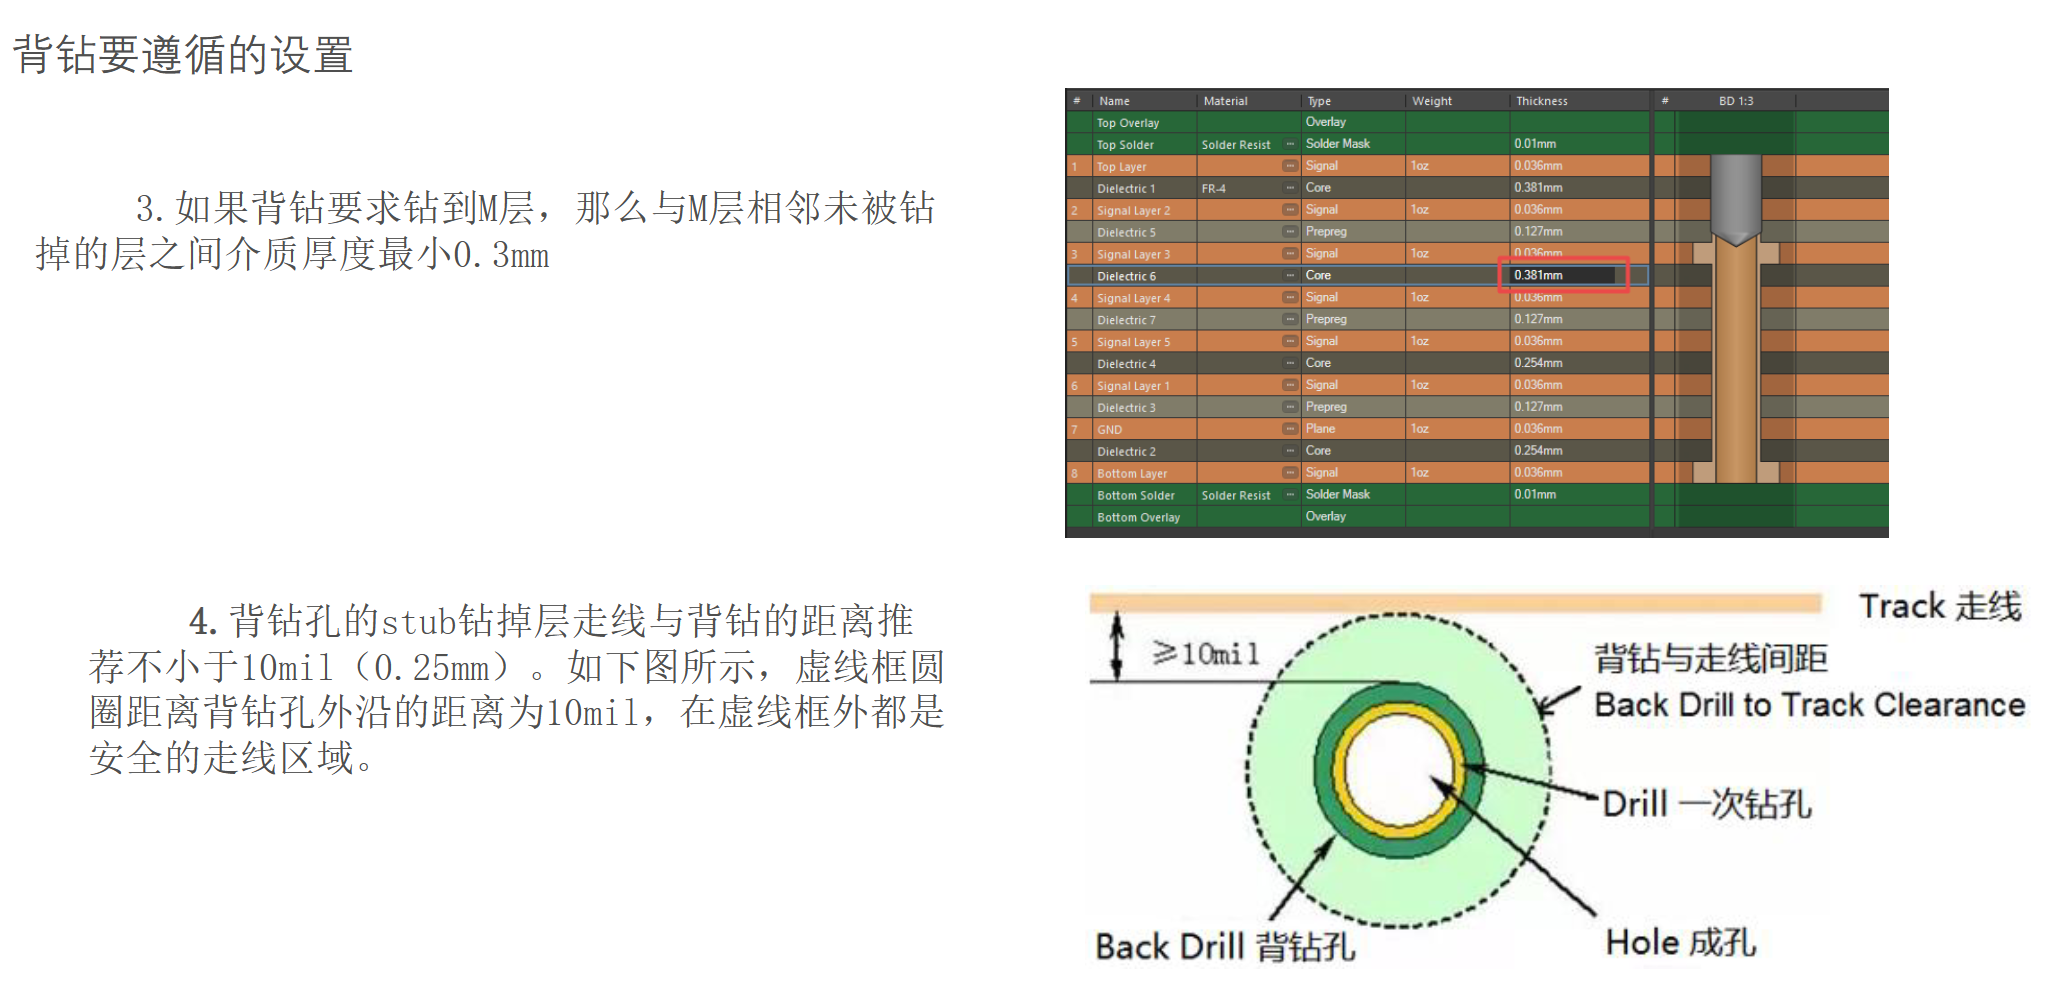 背钻要遵循的设置
3.如果背钻要求钻到M层，那么与M层相邻未被钻
掉的层之间介质厚度最小0.3mm
# Name Material Type Weight Thickness # BD 1:3
Top Overlay Overlay
Top Solder Solder Resist Solder Mask 0.01mm
1 Top Layer Signal 1oz 0.036mm
Dielectric 1 FR-4 Core 0.381mm
2 Signal Layer 2 Signal 1oz 0.036mm
Dielectric 5 Prepreg 0.127mm
3 Signal Layer 3 Signal 1oz 0.036mm
Dielectric 6 Core 0.381mm
4 Signal Layer 4 Signal 1oz 0.036mm
Dielectric 7 Prepreg 0.127mm
5 Signal Layer 5 Signal 1oz 0.036mm
Dielectric 4 Core 0.254mm
6 Signal Layer 1 Signal 1oz 0.036mm
Dielectric 3 Prepreg 0.127mm
7 GND Plane 1oz 0.036mm
Dielectric 2 Core 0.254mm
8 Bottom Layer Signal 1oz 0.036mm
Bottom Solder Solder Resist Solder Mask 0.01mm
Bottom Overlay Overlay
4.背钻孔的stub钻掉层走线与背钻的距离推
荐不小于10mil（0.25mm）。如下图所示，虚线框圆
圈距离背钻孔外沿的距离为10mil，在虚线框外都是
安全的走线区域。
Track 走线
≥10mil
背钻与走线间距
Back Drill to Track Clearance
Drill 一次钻孔
Back Drill 背钻孔
Hole 成孔